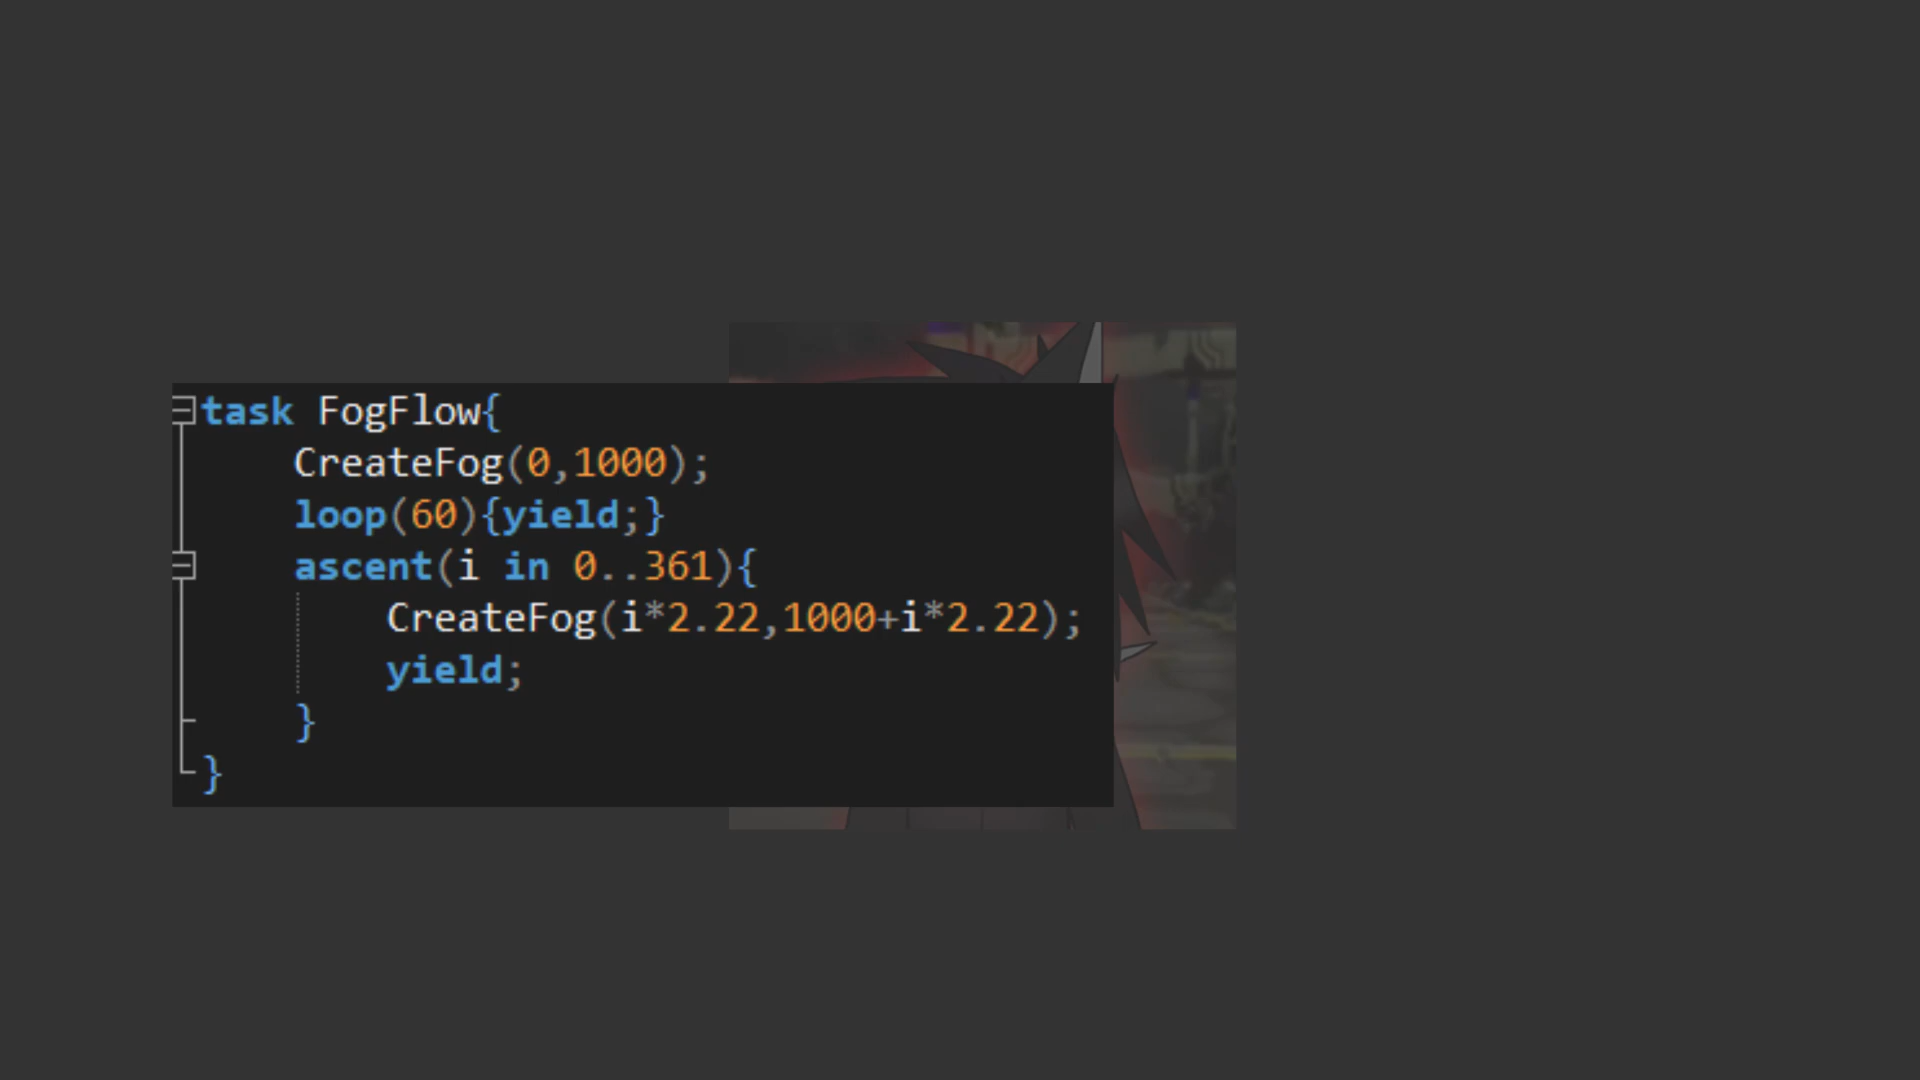 task FogFlow{
CreateFog(0,1000);
loop(60){yield;}
ascent(i in 0..361){
CreateFog(i*2.22,1000+i*2.22);
yield;
}
}